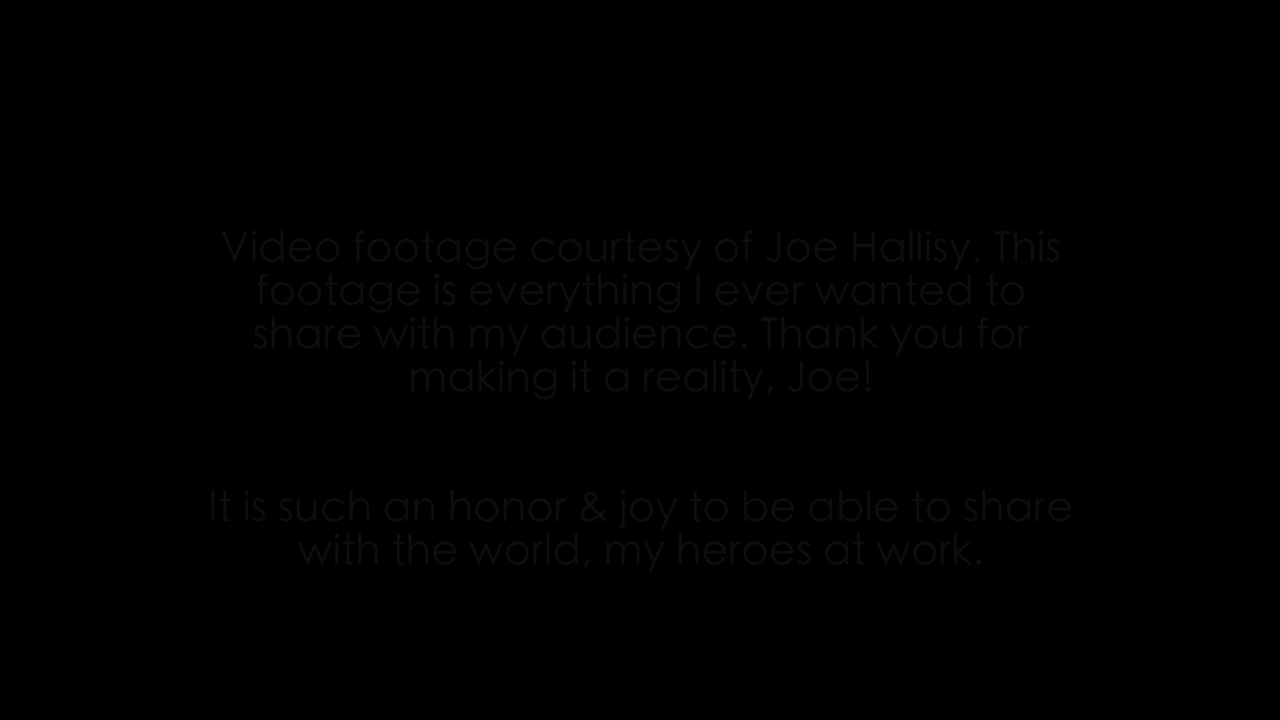 Video footage courtesy of Joe Hallisy. This
footage is everything I ever wanted to
share with my audience. Thank you for
making it a reality, Joe!
It is such an honor & joy to be able to share
with the world, my heroes at work.